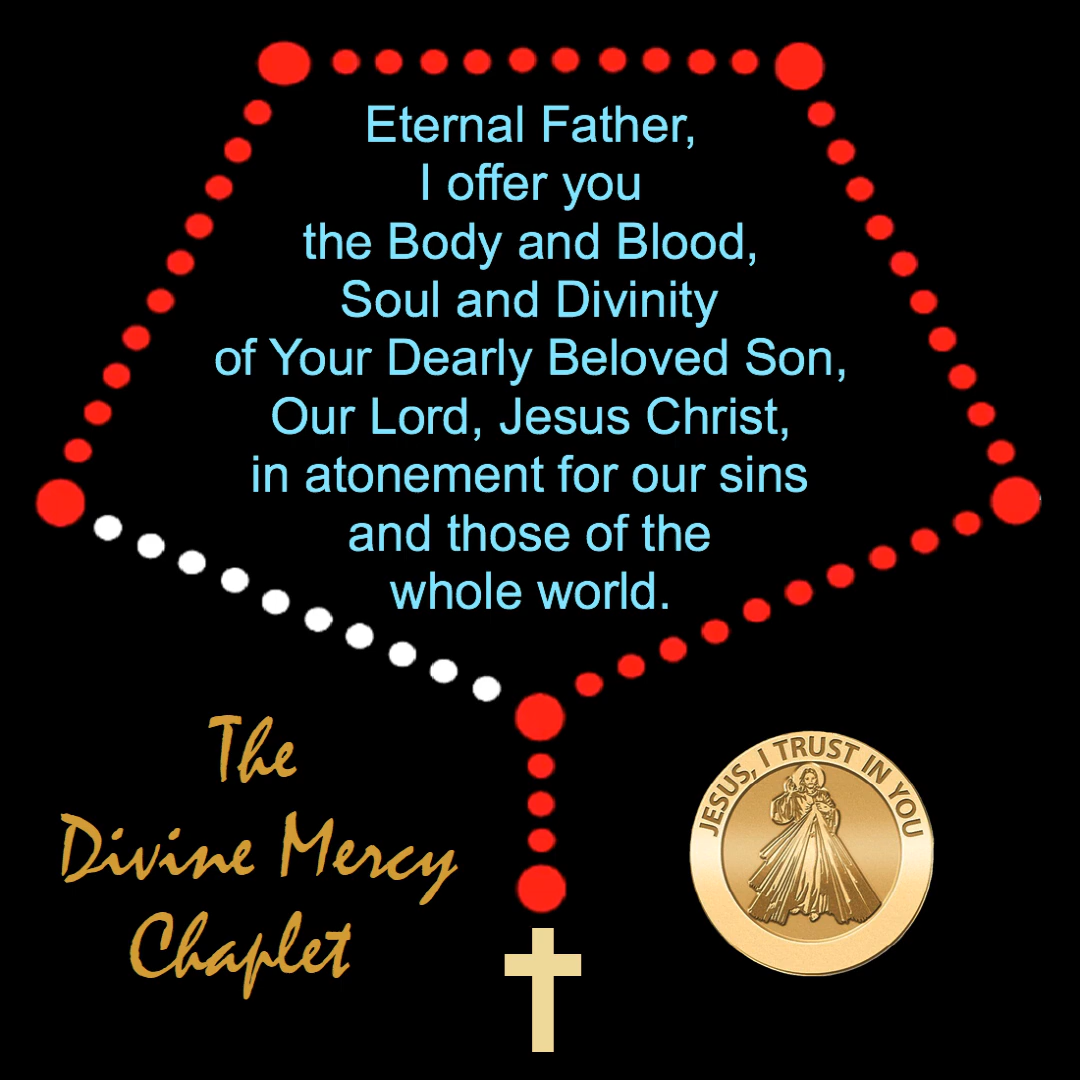 Eternal Father,
I offer you
the Body and Blood,
Soul and Divinity
of Your Dearly Beloved Son,
Our Lord, Jesus Christ,
in atonement for our sins
and those of the
whole world.
The
Divine Mercy
Chaplet
JESUS, I TRUST IN YOU